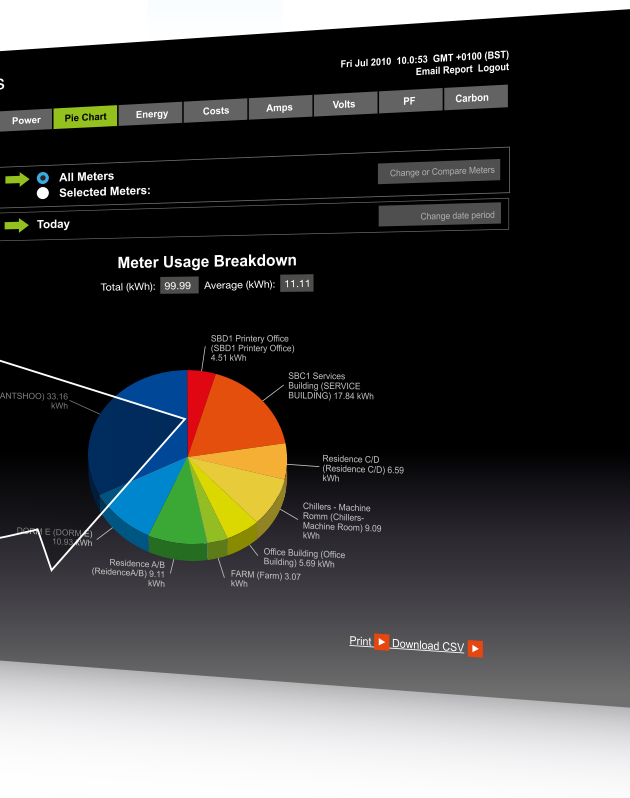 s
Fri Jul 2010 10.0:53 GMT +0100 (BST)
Email Report Logout
Power Pie Chart Energy Costs Amps Volts PF Carbon
All Meters
Selected Meters:
Change or Compare Meters
Today
Change date period
Meter Usage Breakdown
Total (kWh): 99.99 Average (kWh): 11.11
SBD1 Printery Office
(SBD1 Printery Office)
4.51 kWh
SBC1 Services
Building (SERVICE
BUILDING) 17.84 kWh
ANTSHOO) 33.16
kWh
Residence C/D
(Residence C/D) 6.59
kWh
Chillers - Machine
Romm (Chillers-
Machine Room) 9.09
kWh
DORM E (DORM E)
10.93 kWh
Office Building (Office
Building) 5.69 kWh
Residence A/B
(ReidenceA/B) 9.11
kWh
FARM (Farm) 3.07
kWh
Print Download CSV